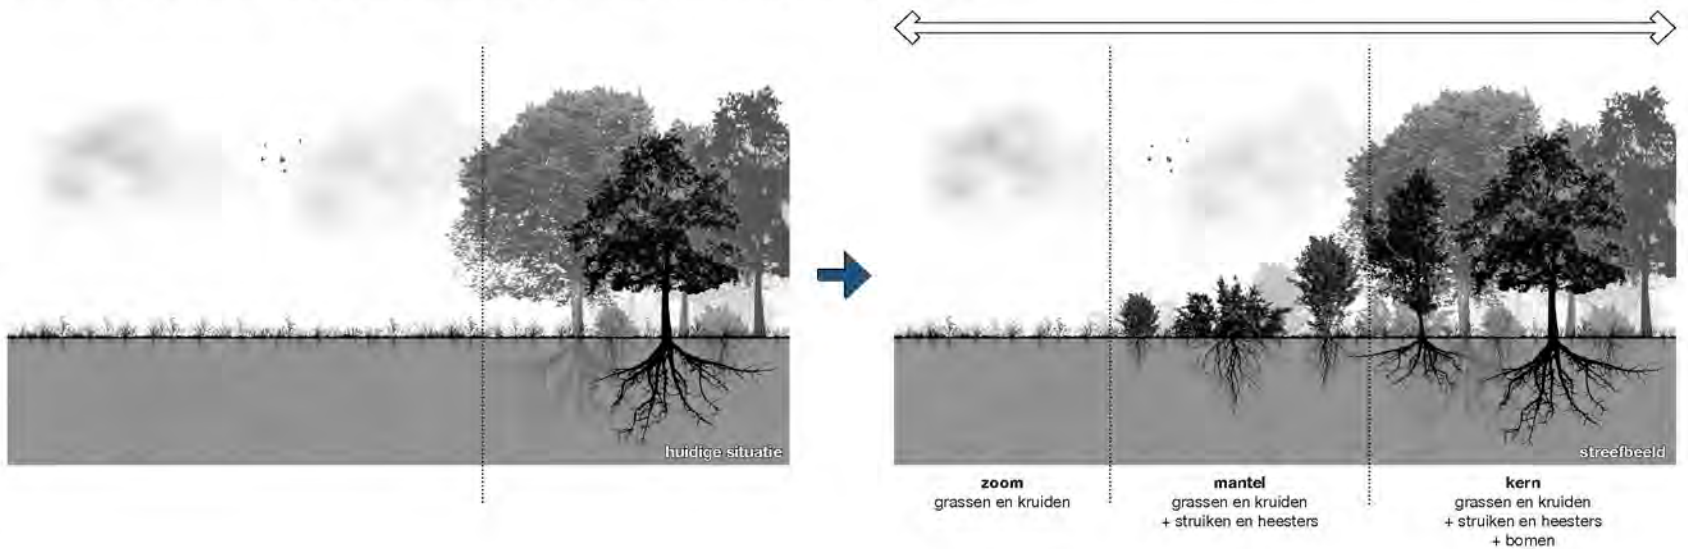 huidige situatie
streefbeeld
zoom
grassen en kruiden
mantel
grassen en kruiden
+ struiken en heesters
kern
grassen en kruiden
+ struiken en heesters
+ bomen